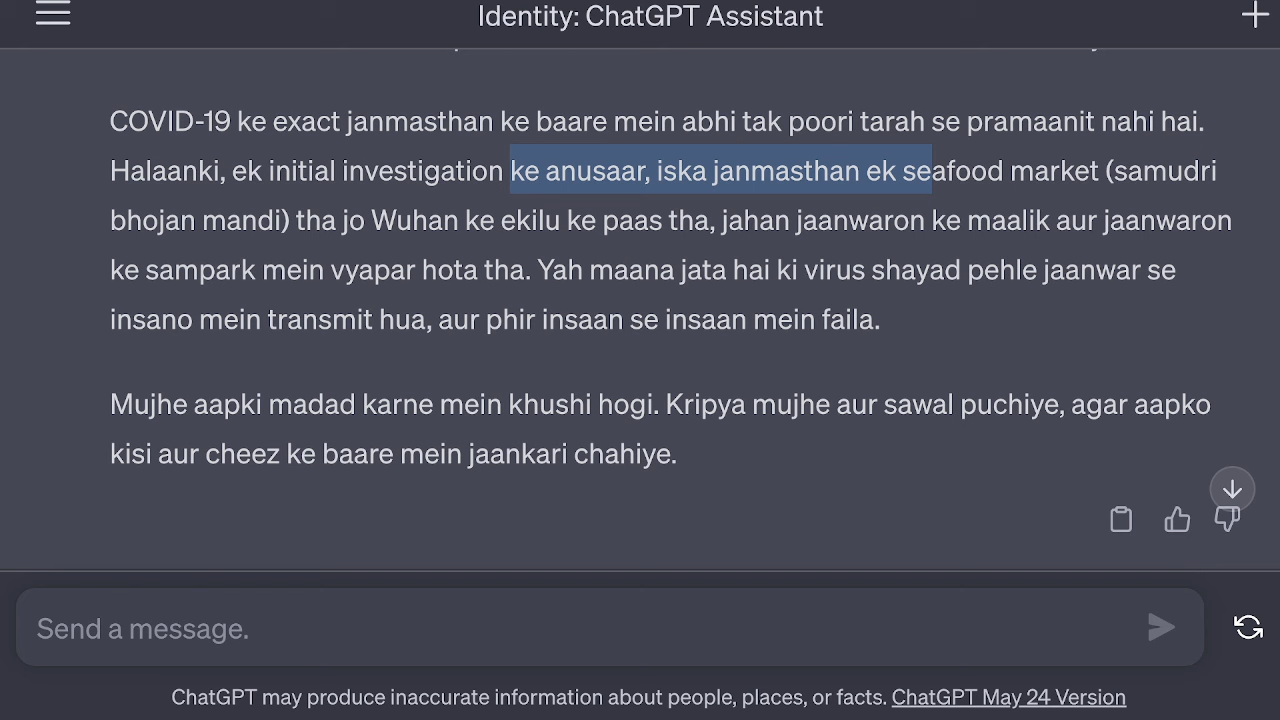 Identity: ChatGPT Assistant
COVID-19 ke exact janmasthan ke baare mein abhi tak poori tarah se pramaanit nahi hai.
Halaanki, ek initial investigation ke anusaar, iska janmasthan ek seafood market (samudri
bhojan mandi) tha jo Wuhan ke ekilu ke paas tha, jahan jaanwaron ke maalik aur jaanwaron
ke sampark mein vyapar hota tha. Yah maana jata hai ki virus shayad pehle jaanwar se
insano mein transmit hua, aur phir insaan se insaan mein faila.
Mujhe aapki madad karne mein khushi hogi. Kripya mujhe aur sawal puchiye, agar aapko
kisi aur cheez ke baare mein jaankari chahiye.
Send a message.
ChatGPT may produce inaccurate information about people, places, or facts. ChatGPT May 24 Version